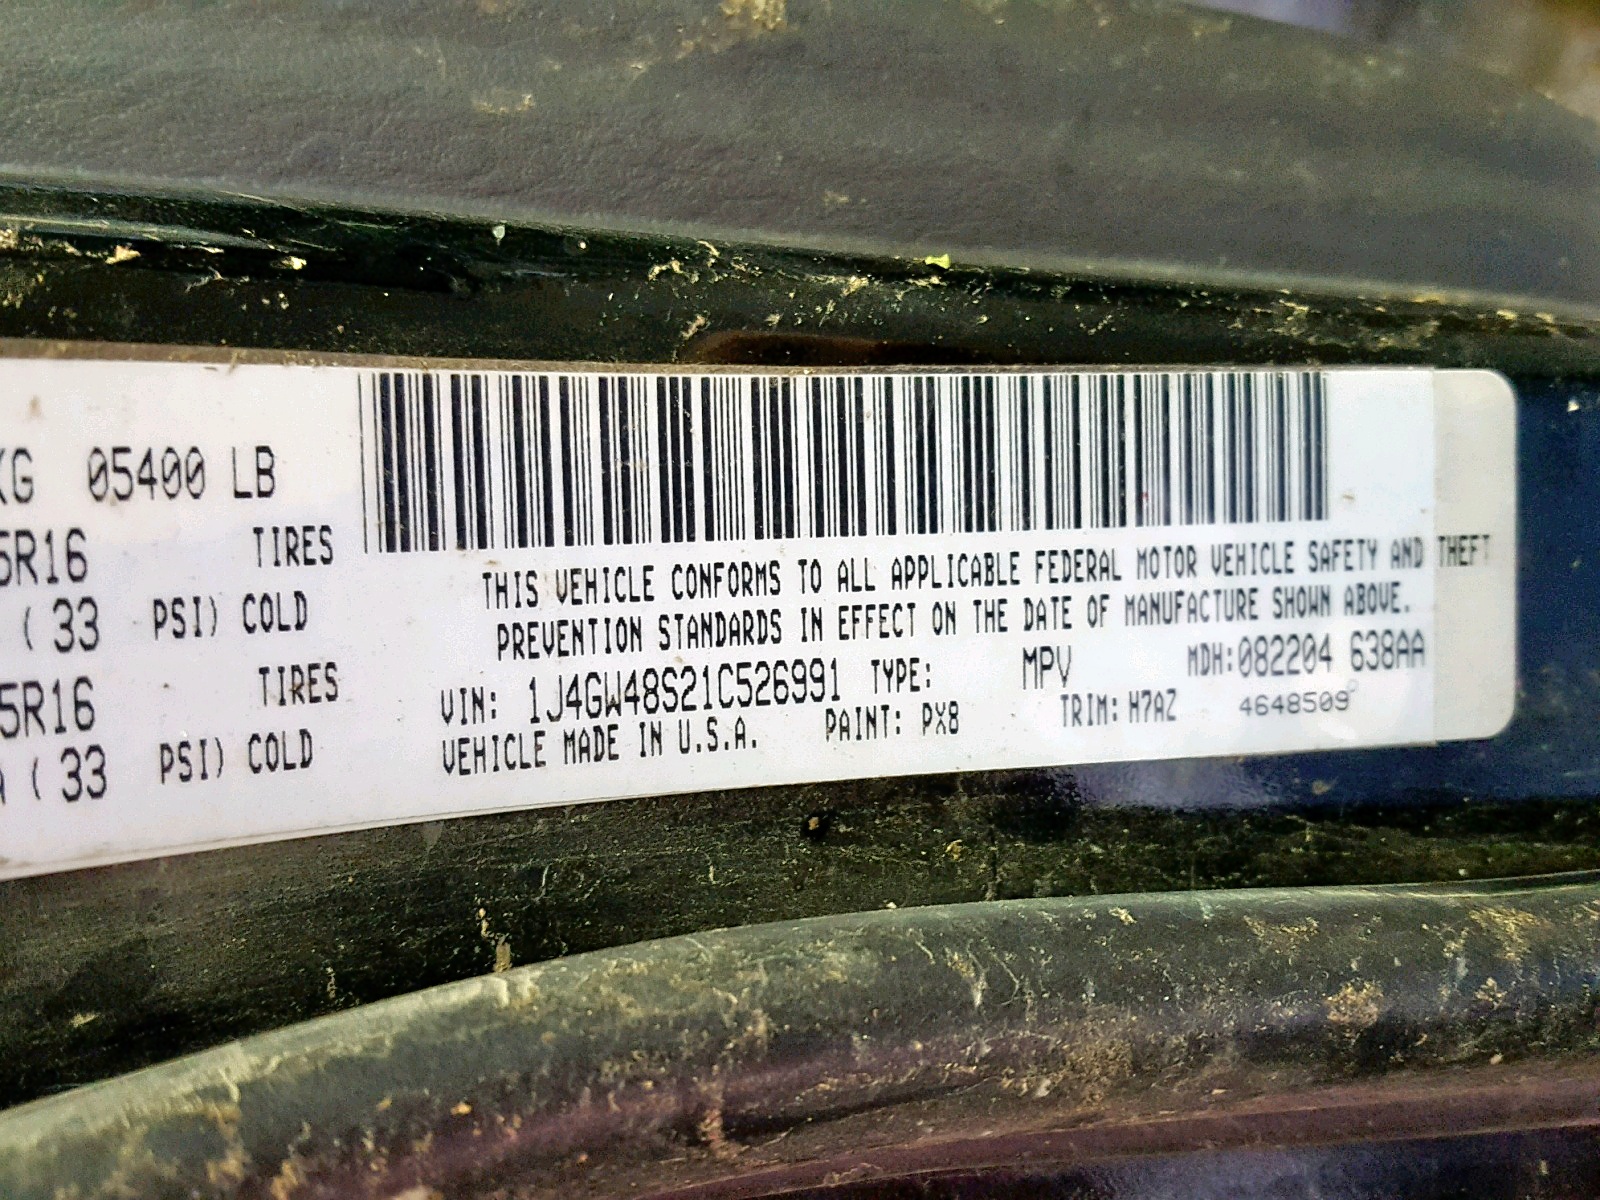 KG 05400 LB
5R16 TIRES
( 33 PSI) COLD
5R16 TIRES
( 33 PSI) COLD
THIS VEHICLE CONFORMS TO ALL APPLICABLE FEDERAL MOTOR VEHICLE SAFETY AND THEFT
PREVENTION STANDARDS IN EFFECT ON THE DATE OF MANUFACTURE SHOWN ABOVE.
VIN: 1J4GW48S21C526991 TYPE: MPV MDH:082204 638AA
VEHICLE MADE IN U.S.A. PAINT: PX8 TRIM: H7AZ 4648509